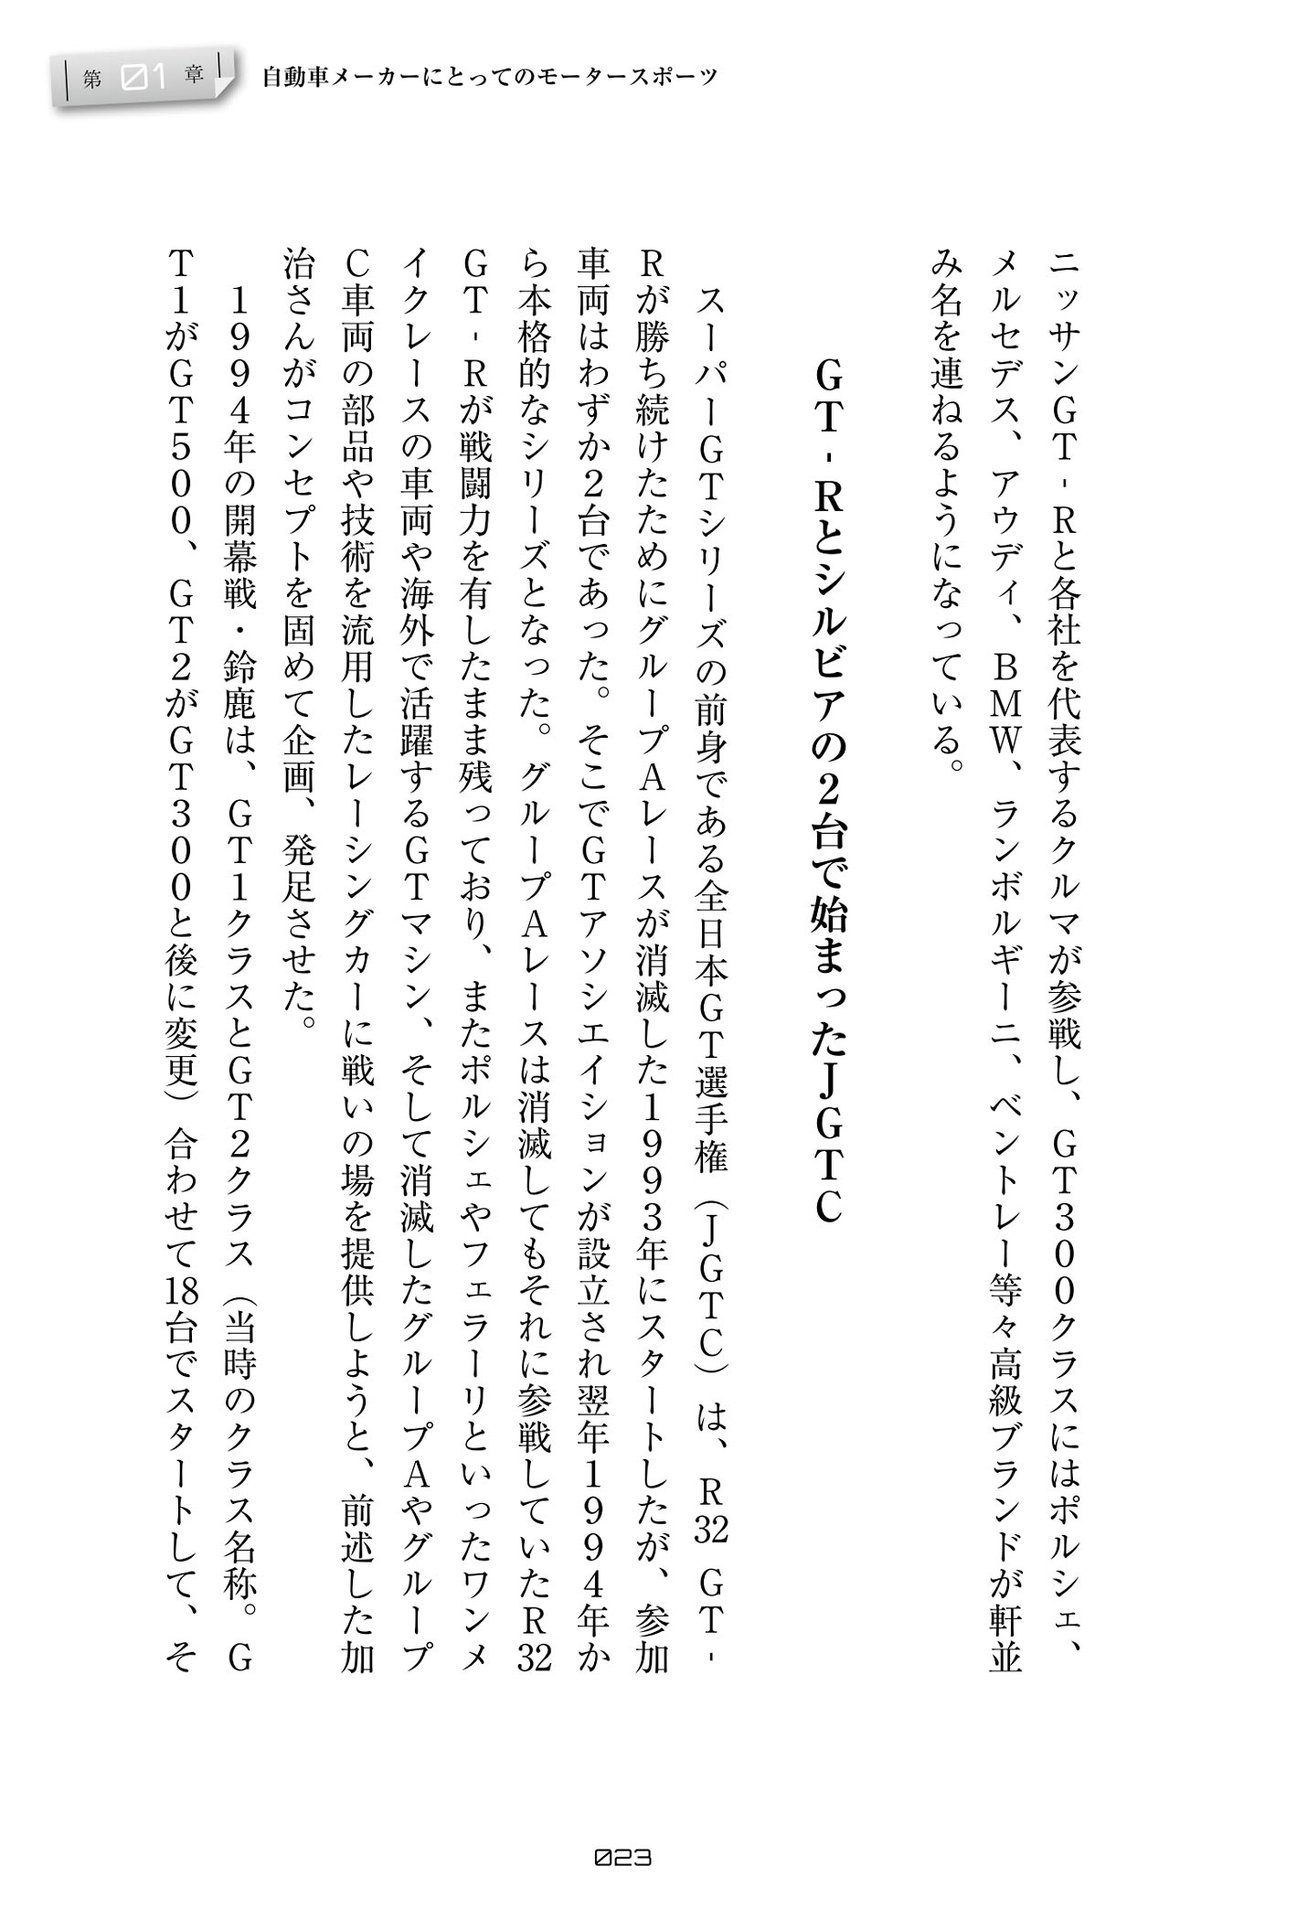 第01章
自動車メーカーにとってのモータースポーツ
ニッサンGT-Rと各社を代表するクルマが参戦し、GT300クラスにはポルシェ、
メルセデス、アウディ、BMW、ランボルギーニ、ベントレー等々高級ブランドが軒並
み名を連ねるようになっている。
GT-Rとシルビアの2台で始まったJGTC
スーパーGTシリーズの前身である全日本GT選手権（JGTC）は、R32 GT-
Rが勝ち続けたためにグループAレースが消滅した1993年にスタートしたが、参加
車両はわずか2台であった。そこでGTアソシエイションが設立され翌年1994年か
ら本格的なシリーズとなった。グループAレースは消滅してもそれに参戦していたR32
GT-Rが戦闘力を有したまま残っており、またポルシェやフェラーリといったワンメ
イクレースの車両や海外で活躍するGTマシン、そして消滅したグループAやグループ
C車両の部品や技術を流用したレーシングカーに戦いの場を提供しようと、前述した加
治さんがコンセプトを固めて企画、発足させた。
1994年の開幕戦・鈴鹿は、GT1クラスとGT2クラス（当時のクラス名称。G
T1がGT500、GT2がGT300と後に変更）合わせて18台でスタートして、そ
023